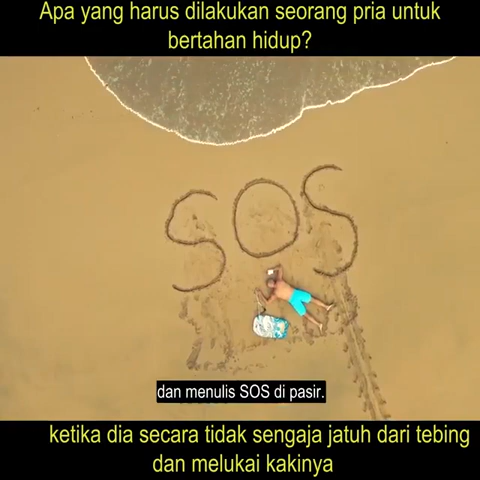 Apa yang harus dilakukan seorang pria untuk
bertahan hidup?
SOS
dan menulis SOS di pasir.
ketika dia secara tidak sengaja jatuh dari tebing
dan melukai kakinya